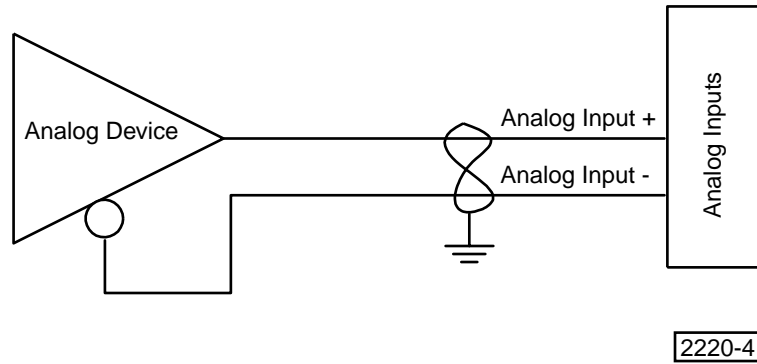 Analog Device
Analog Input +
Analog Input -
Analog Inputs
2220-4